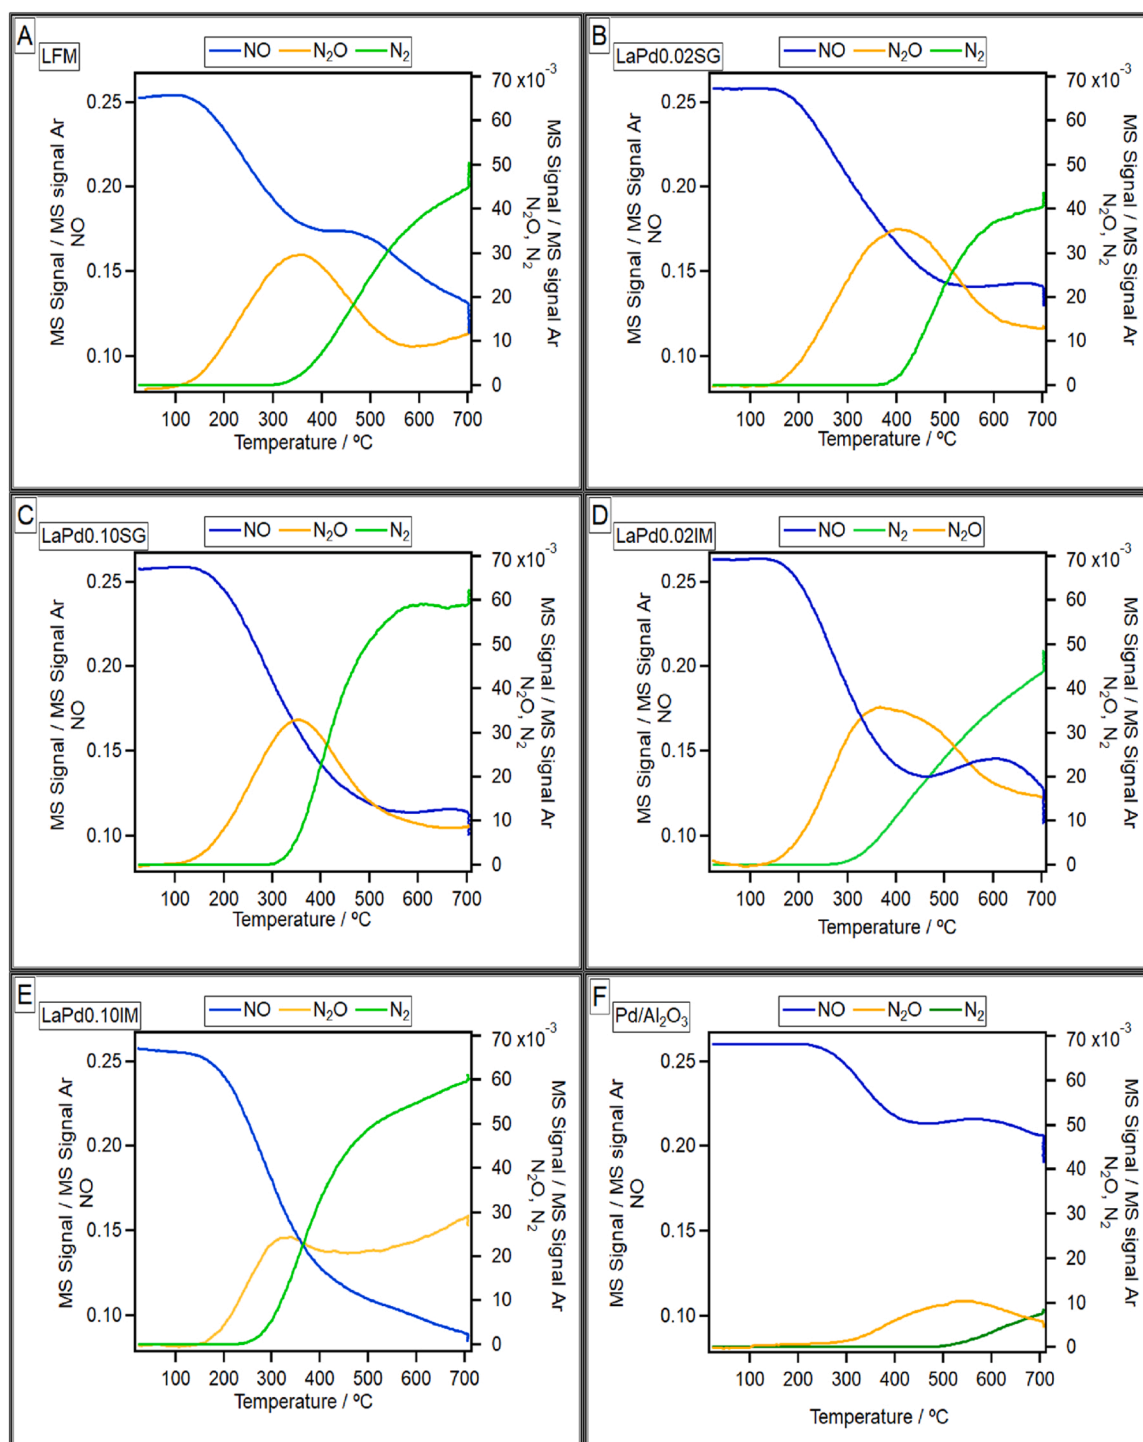 A
LFM
NO N₂O N₂
MS Signal / MS signal Ar
NO
0.25
0.20
0.15
0.10
70 x10⁻³
60
50
40
30
20
10
0
MS Signal / MS signal Ar
N₂O, N₂
100 200 300 400 500 600 700
Temperature / ºC
B
LaPd0.02SG
NO N₂O N₂
MS Signal / MS Signal Ar
NO
0.25
0.20
0.15
0.10
70 x10⁻³
60
50
40
30
20
10
0
MS Signal / MS signal Ar
N₂O, N₂
100 200 300 400 500 600 700
Temperature / ºC
C
LaPd0.10SG
NO N₂O N₂
MS Signal / MS Signal Ar
NO
0.25
0.20
0.15
0.10
70 x10⁻³
60
50
40
30
20
10
0
MS Signal / MS Signal Ar
N₂O, N₂
100 200 300 400 500 600 700
Temperature / ºC
D
LaPd0.02IM
NO N₂ N₂O
MS Signal / MS Signal Ar
NO
0.25
0.20
0.15
0.10
70 x10⁻³
60
50
40
30
20
10
0
MS Signal / MS Signal Ar
N₂O, N₂
100 200 300 400 500 600 700
Temperature / ºC
E
LaPd0.10IM
NO N₂O N₂
MS Signal / MS Signal Ar
NO
0.25
0.20
0.15
0.10
70 x10⁻³
60
50
40
30
20
10
0
MS Signal / MS Signal Ar
N₂O, N₂
100 200 300 400 500 600 700
Temperature / ºC
F
Pd/Al₂O₃
NO N₂O N₂
MS Signal / MS signal Ar
NO
0.25
0.20
0.15
0.10
70 x10⁻³
60
50
40
30
20
10
0
MS Signal / MS signal Ar
N₂O, N₂
100 200 300 400 500 600 700
Temperature / ºC